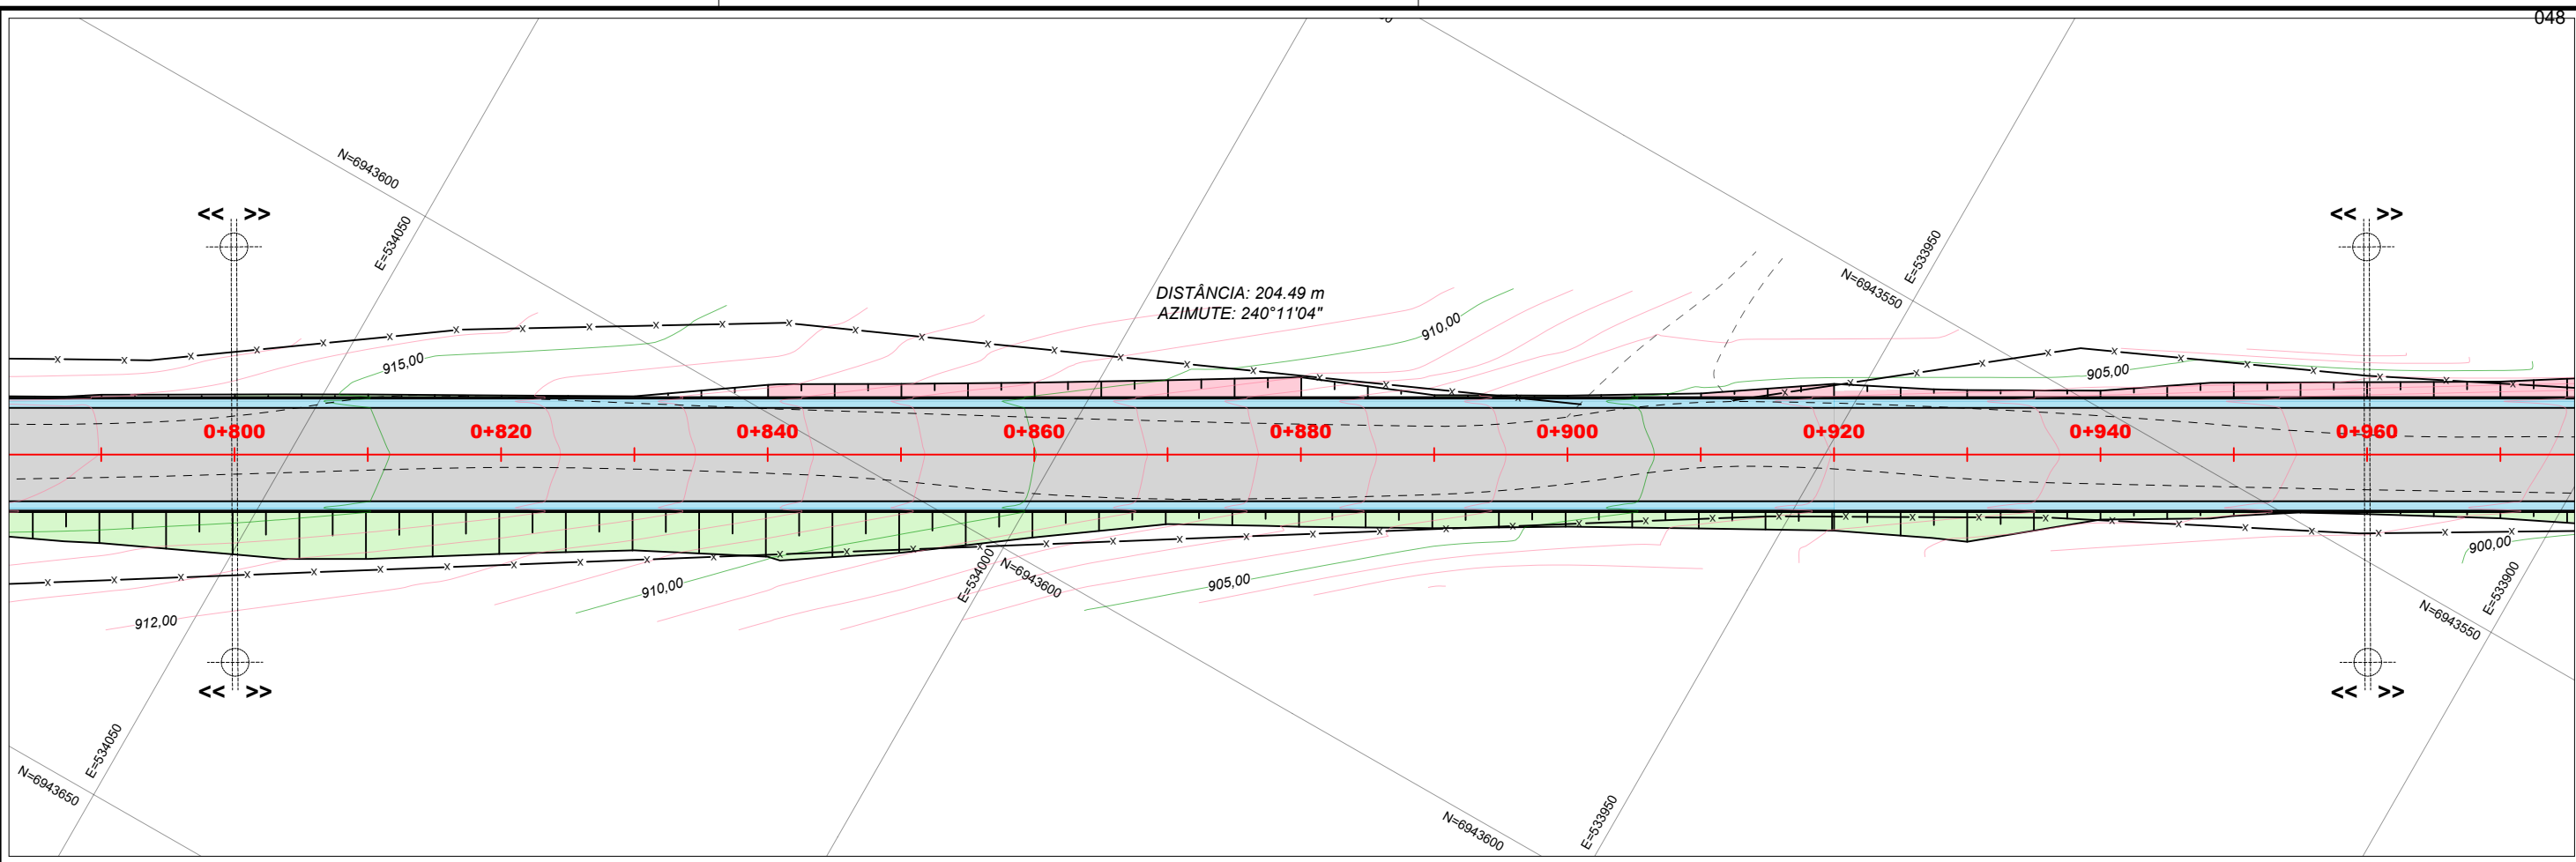 048
N=6943600
E=534050
<< >>
<< >>
E=533950
N=6943550
DISTÂNCIA: 204.49 m
AZIMUTE: 240°11'04"
910,00
915,00
905,00
0+800 0+820 0+840 0+860 0+880 0+900 0+920 0+940 0+960
900,00
E=534000
N=6943600
905,00
910,00
E=533900
912,00
N=6943550
<< >>
<< >>
E=534050
N=6943650
E=533950
N=6943600